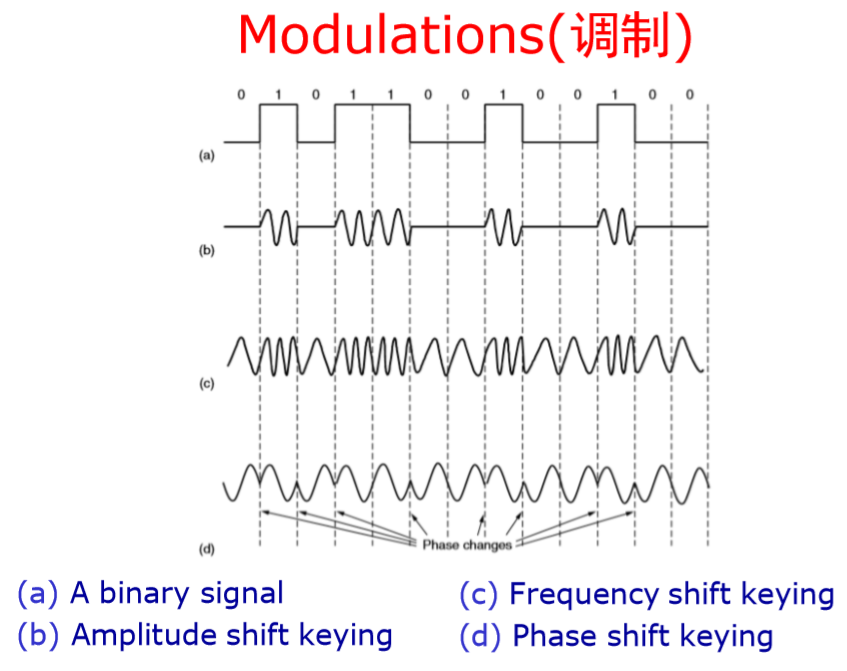 Modulations(调制)
0 1 0 1 1 0 0 1 0 0 1 0 0
(a)
(b)
(c)
Phase changes
(d)
(a) A binary signal
(b) Amplitude shift keying
(c) Frequency shift keying
(d) Phase shift keying